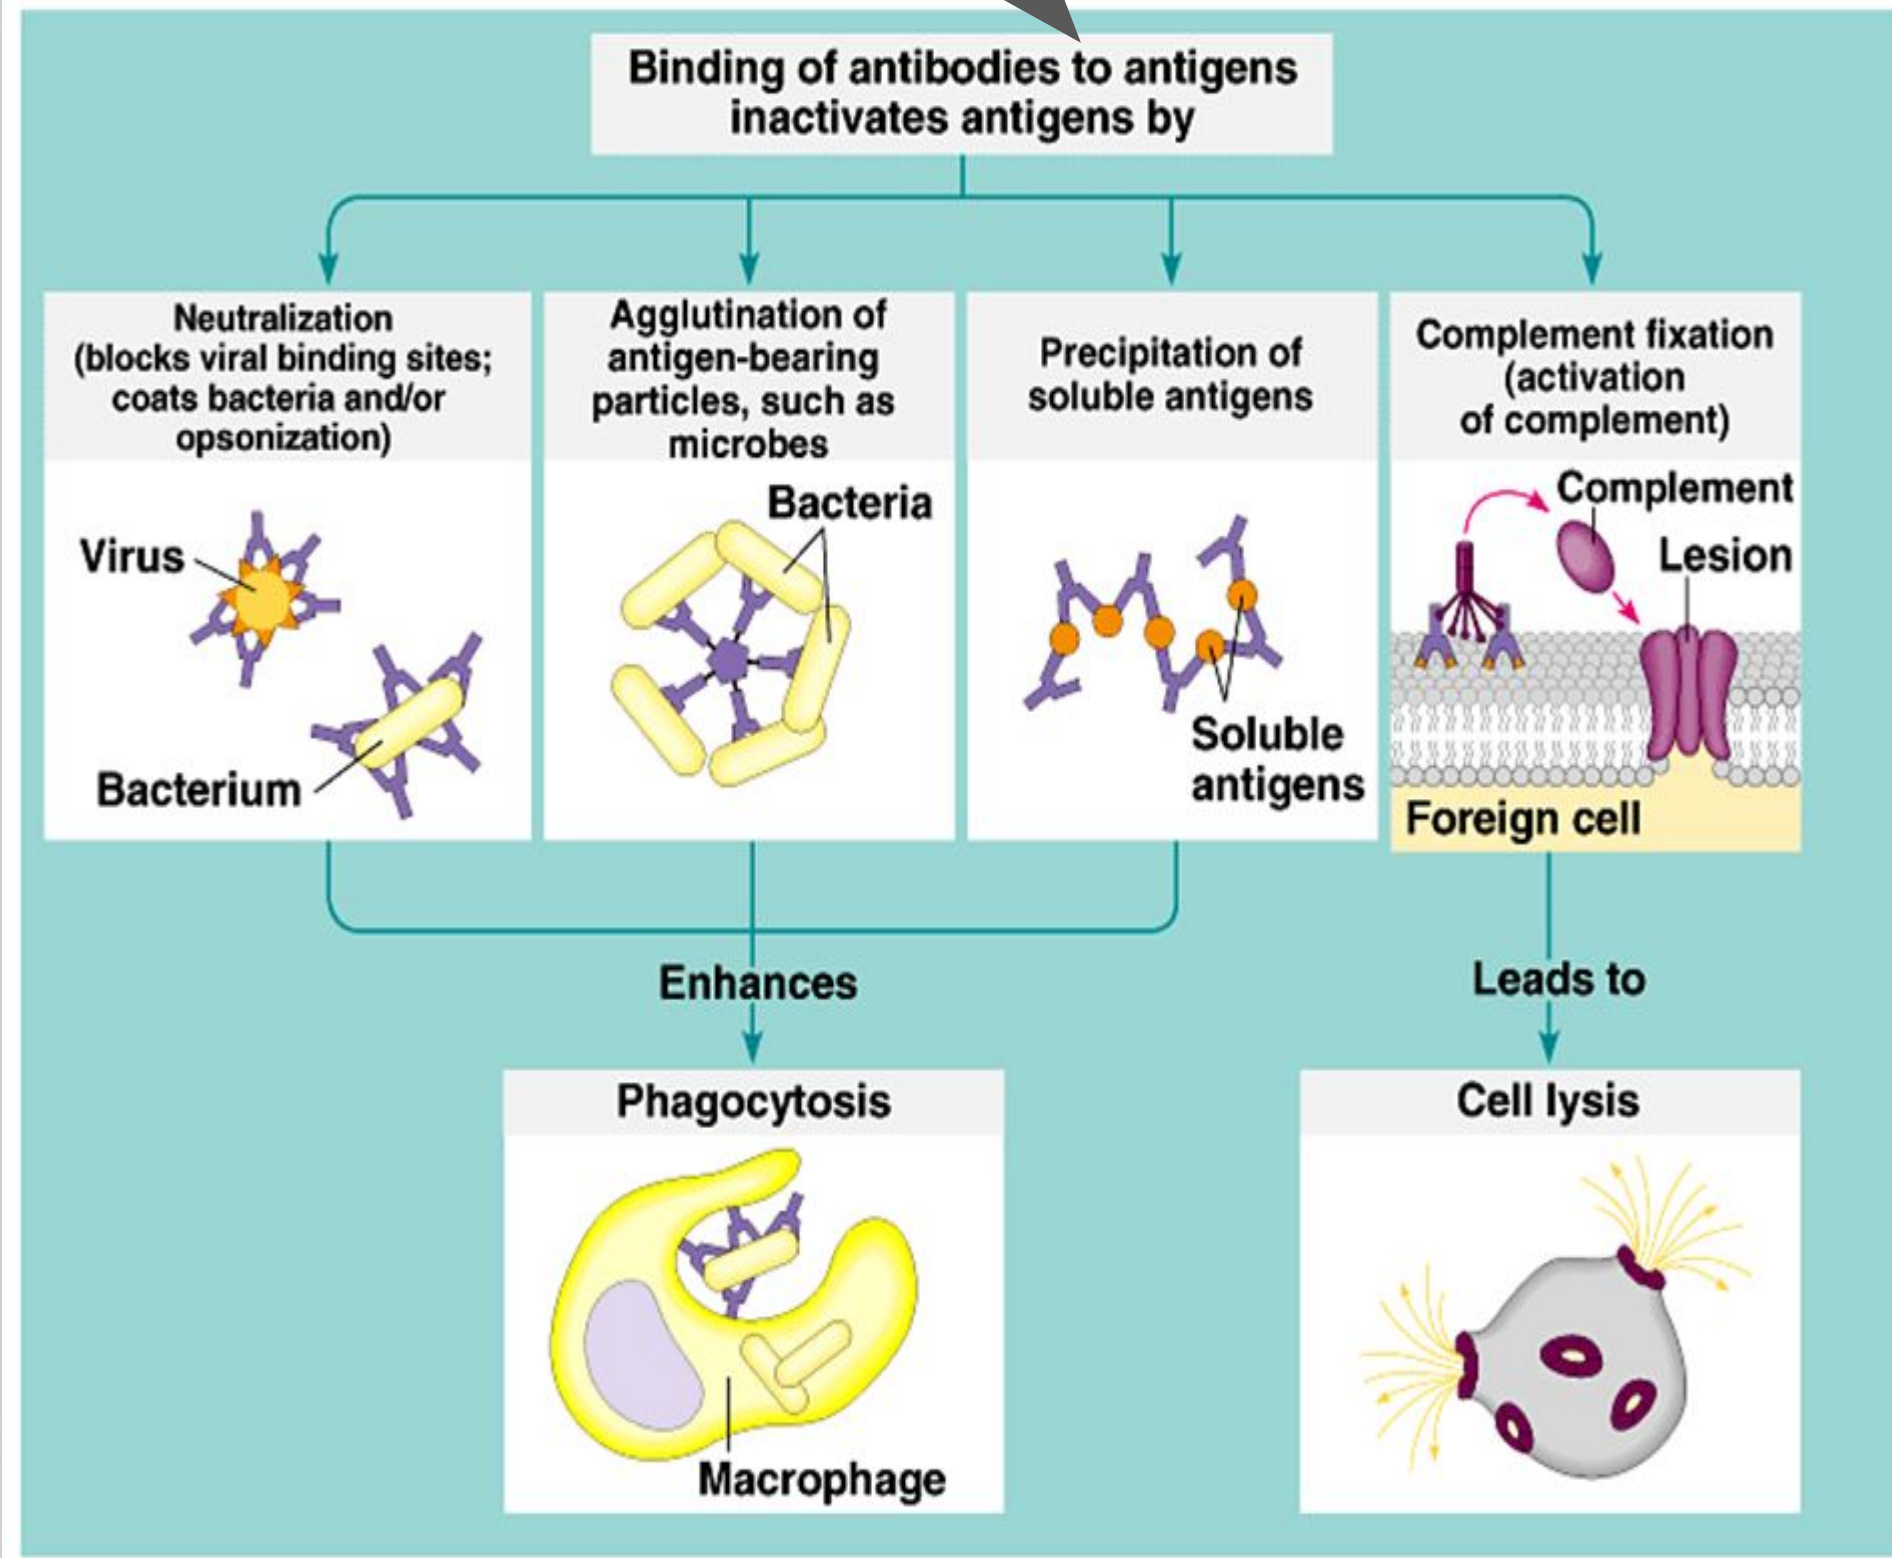 Binding of antibodies to antigens
inactivates antigens by
Neutralization
(blocks viral binding sites;
coats bacteria and/or
opsonization)
Agglutination of
antigen-bearing
particles, such as
microbes
Precipitation of
soluble antigens
Complement fixation
(activation
of complement)
Virus
Bacterium
Bacteria
Soluble
antigens
Complement
Lesion
Foreign cell
Enhances
Leads to
Phagocytosis
Macrophage
Cell lysis